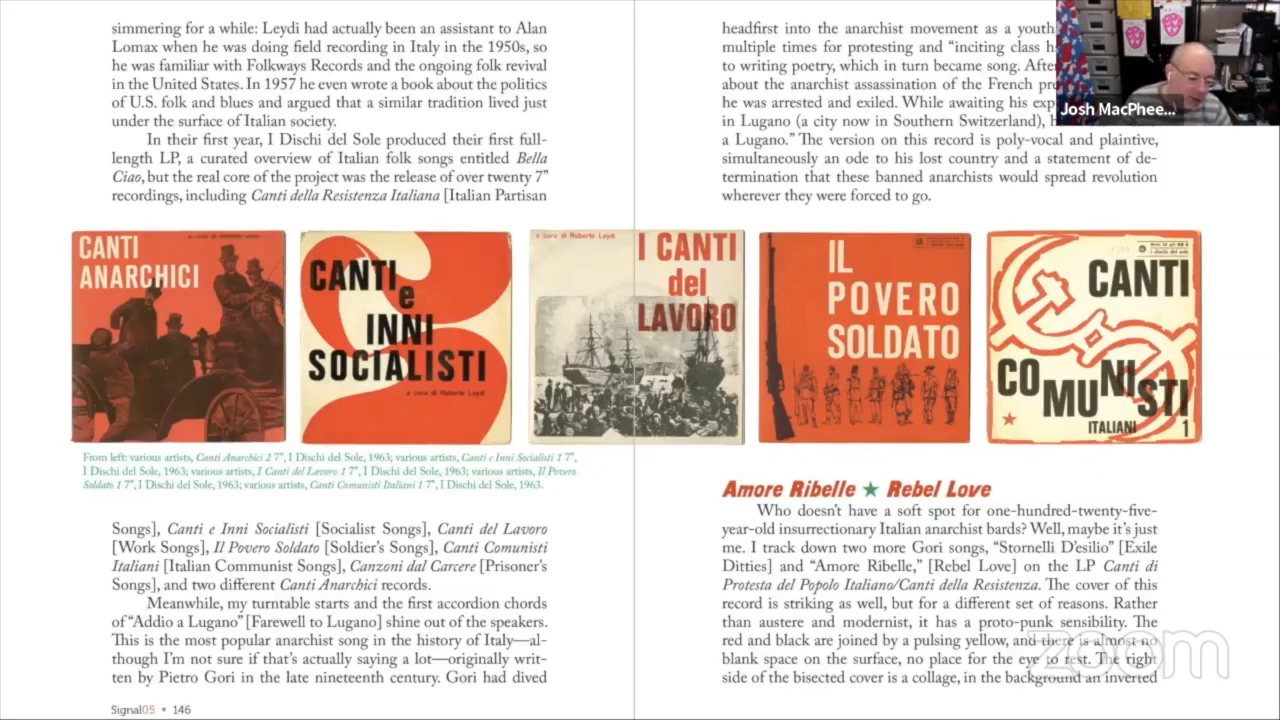 simmering for a while: Leydi had actually been an assistant to Alan
Lomax when he was doing field recording in Italy in the 1950s, so
he was familiar with Folkways Records and the ongoing folk revival
in the United States. In 1957 he even wrote a book about the politics
of U.S. folk and blues and argued that a similar tradition lived just
under the surface of Italian society.
In their first year, I Dischi del Sole produced their first full-
length LP, a curated overview of Italian folk songs entitled Bella
Ciao, but the real core of the project was the release of over twenty 7”
recordings, including Canti della Resistenza Italiana [Italian Partisan
CANTI
ANARCHICI
CANTI
e
INNI
SOCIALISTI
a cura di Roberto Leydi
a cura di Roberto Leydi
I CANTI
del
LAVORO
IL
POVERO
SOLDATO
i dischi del sole
CANTI
COMUNISTI
ITALIANI 1
From left: various artists, Canti Anarchici 2 7”, I Dischi del Sole, 1963; various artists, Canti e Inni Socialisti 1 7”,
I Dischi del Sole, 1963; various artists, I Canti del Lavoro 1 7”, I Dischi del Sole, 1963; various artists, Il Povero
Soldato 1 7”, I Dischi del Sole, 1963; various artists, Canti Comunisti Italiani 1 7”, I Dischi del Sole, 1963.
Songs], Canti e Inni Socialisti [Socialist Songs], Canti del Lavoro
[Work Songs], Il Povero Soldato [Soldier’s Songs], Canti Comunisti
Italiani [Italian Communist Songs], Canzoni dal Carcere [Prisoner’s
Songs], and two different Canti Anarchici records.
Meanwhile, my turntable starts and the first accordion chords
of “Addio a Lugano” [Farewell to Lugano] shine out of the speakers.
This is the most popular anarchist song in the history of Italy—al-
though I’m not sure if that’s actually saying a lot—originally writ-
ten by Pietro Gori in the late nineteenth century. Gori had dived
Signal05 * 146
headfirst into the anarchist movement as a youth
multiple times for protesting and “inciting class h
to writing poetry, which in turn became song. Afte
about the anarchist assassination of the French pr
he was arrested and exiled. While awaiting his exp
in Lugano (a city now in Southern Switzerland), h
a Lugano.” The version on this record is poly-vocal and plaintive,
simultaneously an ode to his lost country and a statement of de-
termination that these banned anarchists would spread revolution
wherever they were forced to go.
Amore Ribelle ★ Rebel Love
Who doesn’t have a soft spot for one-hundred-twenty-five-
year-old insurrectionary Italian anarchist bards? Well, maybe it’s just
me. I track down two more Gori songs, “Stornelli D’esilio” [Exile
Ditties] and “Amore Ribelle,” [Rebel Love] on the LP Canti di
Protesta del Popolo Italiano/Canti della Resistenza. The cover of this
record is striking as well, but for a different set of reasons. Rather
than austere and modernist, it has a proto-punk sensibility. The
red and black are joined by a pulsing yellow, and there is almost no
blank space on the surface, no place for the eye to rest. The right
side of the bisected cover is a collage, in the background an inverted
Josh MacPhee...
zoom